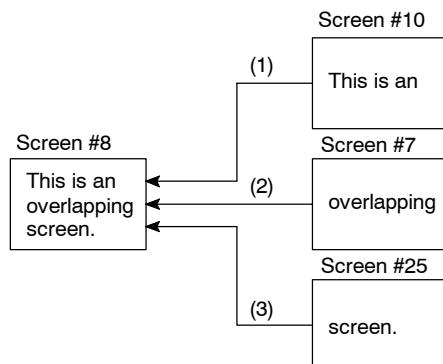 Screen #10
(1)
This is an
Screen #8
Screen #7
This is an
overlapping
screen.
(2)
overlapping
Screen #25
(3)
screen.